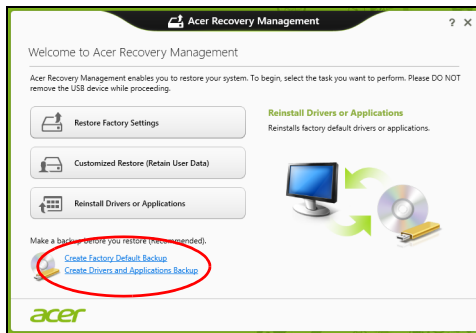 Acer Recovery Management
? X
Welcome to Acer Recovery Management
Acer Recovery Management enables you to restore your system. To begin, select the task you want to perform. Please DO NOT
remove the USB device while proceeding.
Restore Factory Settings
Customized Restore (Retain User Data)
Reinstall Drivers or Applications
Reinstall Drivers or Applications
Reinstalls factory default drivers or applications.
Make a backup before you restore (Recommended).
Create Factory Default Backup
Create Drivers and Applications Backup
acer